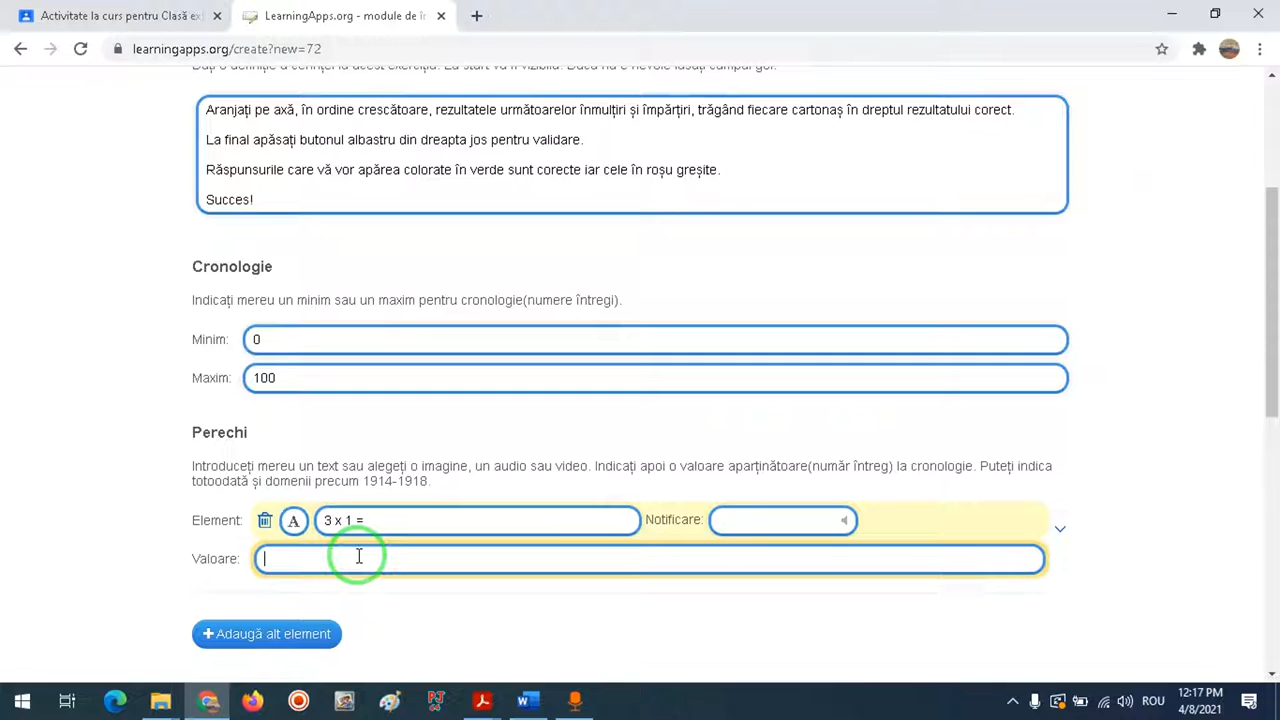 Activitate la curs pentru Clasă ex
LearningApps.org - module de în
learningapps.org/create?new=72
Aranjați pe axă, în ordine crescătoare, rezultatele următoarelor înmulțiri și împărțiri, trăgând fiecare cartonaș în dreptul rezultatului corect.
La final apăsați butonul albastru din dreapta jos pentru validare.
Răspunsurile care vă vor apărea colorate în verde sunt corecte iar cele în roșu greșite.
Succes!
Cronologie
Indicați mereu un minim sau un maxim pentru cronologie(numere întregi).
Minim: 0
Maxim: 100
Perechi
Introduceți mereu un text sau alegeți o imagine, un audio sau video. Indicați apoi o valoare aparținătoare(număr întreg) la cronologie. Puteți indica
totoodată și domenii precum 1914-1918.
Element: A 3 x 1 = Notificare:
Valoare:
+ Adaugă alt element
ROU
12:17 PM
4/8/2021